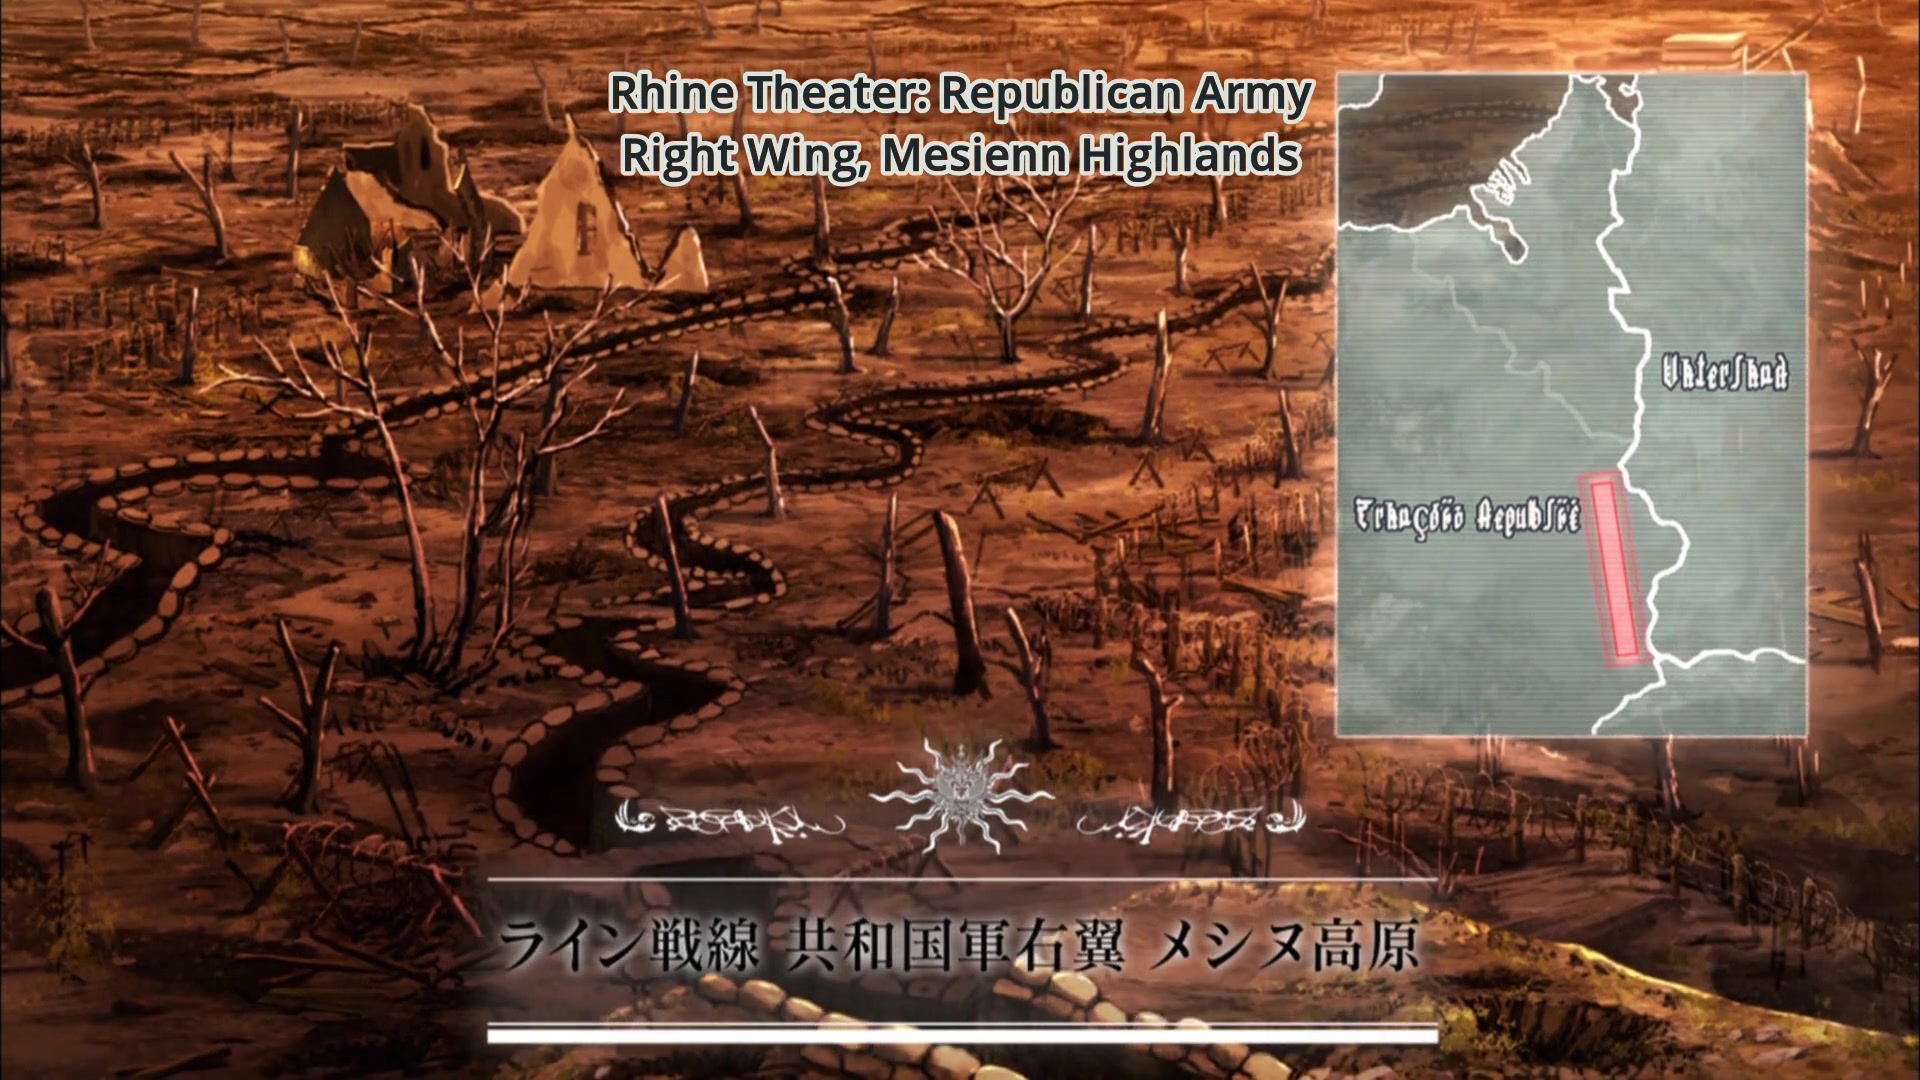 Rhine Theater: Republican Army
Right Wing, Mesienn Highlands
ライン戦線 共和国軍右翼 メシヌ高原